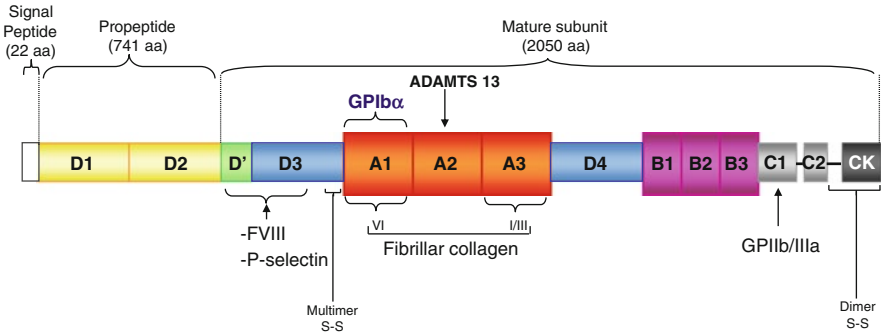 Signal
Peptide
(22 aa)
Propeptide
(741 aa)
Mature subunit
(2050 aa)
ADAMTS 13
GPIbα
D1 D2 D' D3 A1 A2 A3 D4 B1 B2 B3 C1 C2 CK
VI I/III
Fibrillar collagen
-FVIII
-P-selectin
GPIIb/IIIa
Multimer
S-S
Dimer
S-S